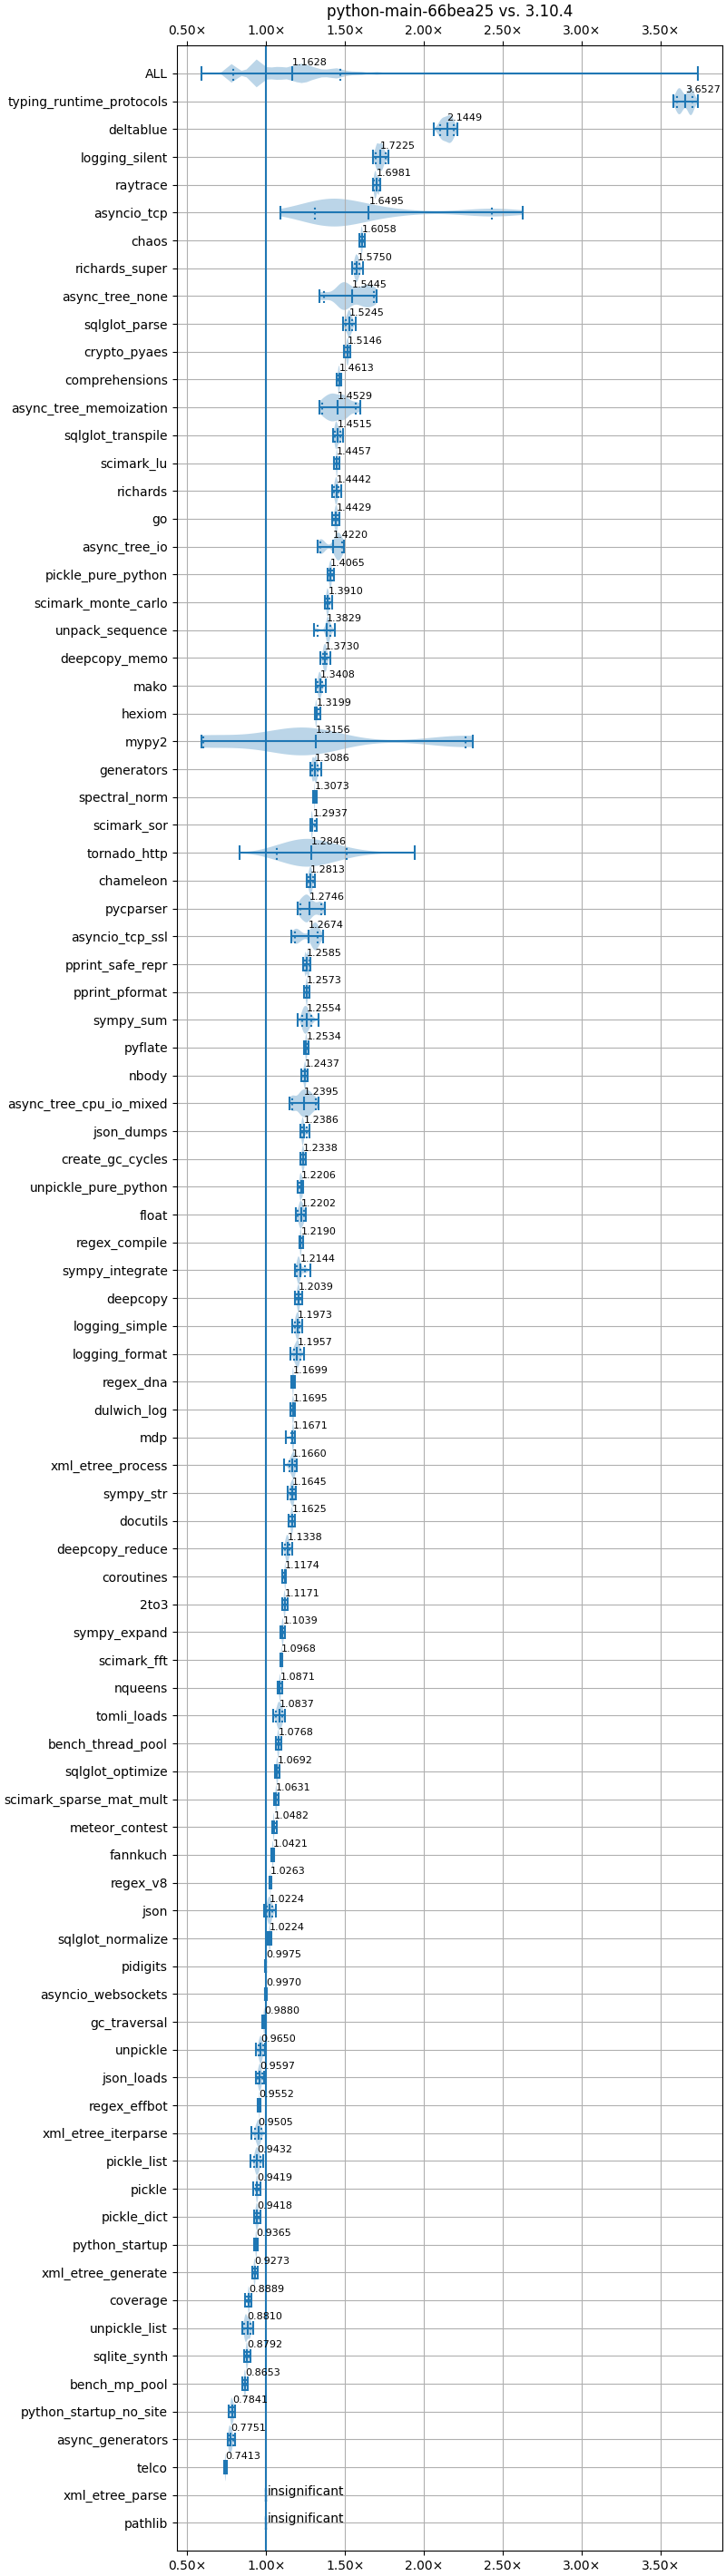 python-main-66bea25 vs. 3.10.4
0.50× 1.00× 1.50× 2.00× 2.50× 3.00× 3.50×
ALL 1.1628
typing_runtime_protocols 3.6527
deltablue 2.1449
logging_silent 1.7225
raytrace 1.6981
asyncio_tcp 1.6495
chaos 1.6058
richards_super 1.5750
async_tree_none 1.5445
sqlglot_parse 1.5245
crypto_pyaes 1.5146
comprehensions 1.4613
async_tree_memoization 1.4529
sqlglot_transpile 1.4515
scimark_lu 1.4457
richards 1.4442
go 1.4429
async_tree_io 1.4220
pickle_pure_python 1.4065
scimark_monte_carlo 1.3910
unpack_sequence 1.3829
deepcopy_memo 1.3730
mako 1.3408
hexiom 1.3199
mypy2 1.3156
generators 1.3086
spectral_norm 1.3073
scimark_sor 1.2937
tornado_http 1.2846
chameleon 1.2813
pycparser 1.2746
asyncio_tcp_ssl 1.2674
pprint_safe_repr 1.2585
pprint_pformat 1.2573
sympy_sum 1.2554
pyflate 1.2534
nbody 1.2437
async_tree_cpu_io_mixed 1.2395
json_dumps 1.2386
create_gc_cycles 1.2338
unpickle_pure_python 1.2206
float 1.2202
regex_compile 1.2190
sympy_integrate 1.2144
deepcopy 1.2039
logging_simple 1.1973
logging_format 1.1957
regex_dna 1.1699
dulwich_log 1.1695
mdp 1.1671
xml_etree_process 1.1660
sympy_str 1.1645
docutils 1.1625
deepcopy_reduce 1.1338
coroutines 1.1174
2to3 1.1171
sympy_expand 1.1039
scimark_fft 1.0968
nqueens 1.0871
tomli_loads 1.0837
bench_thread_pool 1.0768
sqlglot_optimize 1.0692
scimark_sparse_mat_mult 1.0631
meteor_contest 1.0482
fannkuch 1.0421
regex_v8 1.0263
json 1.0224
sqlglot_normalize 1.0224
pidigits 0.9975
asyncio_websockets 0.9970
gc_traversal 0.9880
unpickle 0.9650
json_loads 0.9597
regex_effbot 0.9552
xml_etree_iterparse 0.9505
pickle_list 0.9432
pickle 0.9419
pickle_dict 0.9418
python_startup 0.9365
xml_etree_generate 0.9273
coverage 0.8889
unpickle_list 0.8810
sqlite_synth 0.8792
bench_mp_pool 0.8653
python_startup_no_site 0.7841
async_generators 0.7751
telco 0.7413
xml_etree_parse insignificant
pathlib insignificant
0.50× 1.00× 1.50× 2.00× 2.50× 3.00× 3.50×